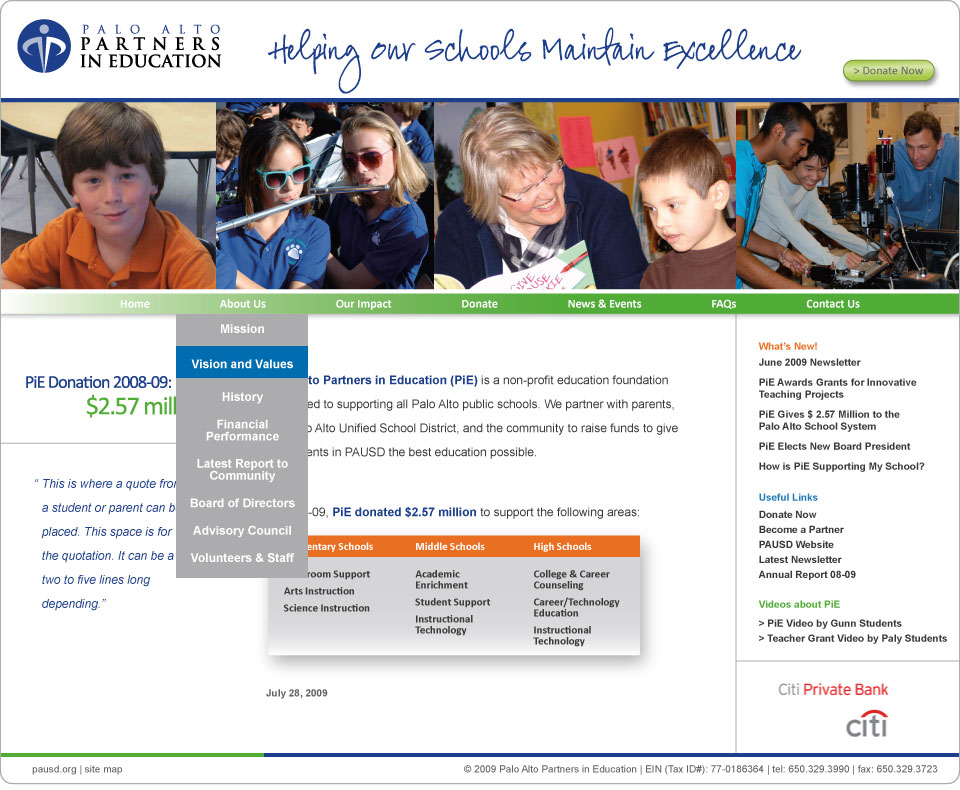 PALO ALTO
PARTNERS
IN EDUCATION
Helping Our Schools Maintain Excellence
> Donate Now
GIVE
Home About Us Our Impact Donate News & Events FAQs Contact Us
Mission
Vision and Values
History
Financial
Performance
Latest Report to
Community
Board of Directors
Advisory Council
Volunteers & Staff
PiE Donation 2008-09:
$2.57 mill
“ This is where a quote from
a student or parent can be
placed. This space is for
the quotation. It can be a
two to five lines long
depending.”
to Partners in Education (PiE) is a non-profit education foundation
ed to supporting all Palo Alto public schools. We partner with parents,
Alto Unified School District, and the community to raise funds to give
ents in PAUSD the best education possible.
-09, PiE donated $2.57 million to support the following areas:
entary Schools Middle Schools High Schools
room Support
Arts Instruction
Science Instruction
Academic
Enrichment
Student Support
Instructional
Technology
College & Career
Counseling
Career/Technology
Education
Instructional
Technology
July 28, 2009
What's New!
June 2009 Newsletter
PiE Awards Grants for Innovative
Teaching Projects
PiE Gives $ 2.57 Million to the
Palo Alto School System
PiE Elects New Board President
How is PiE Supporting My School?
Useful Links
Donate Now
Become a Partner
PAUSD Website
Latest Newsletter
Annual Report 08-09
Videos about PiE
> PiE Video by Gunn Students
> Teacher Grant Video by Paly Students
Citi Private Bank
citi
pausd.org | site map
© 2009 Palo Alto Partners in Education | EIN (Tax ID#): 77-0186364 | tel: 650.329.3990 | fax: 650.329.3723